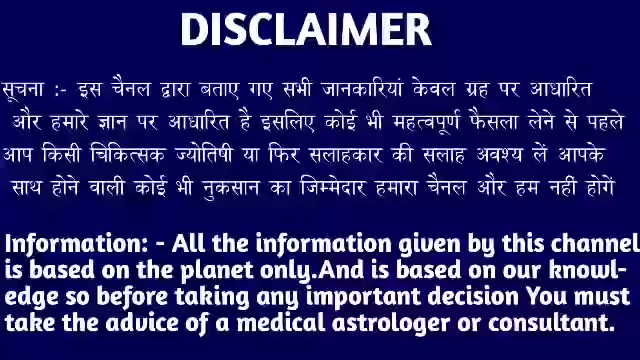 DISCLAIMER
सूचना :- इस चैनल द्वारा बताए गए सभी जानकारियां केवल ग्रह पर आधारित
और हमारे ज्ञान पर आधारित है इसलिए कोई भी महत्वपूर्ण फैसला लेने से पहले
आप किसी चिकित्सक ज्योतिषी या फिर सलाहकार की सलाह अवश्य लें आपके
साथ होने वाली कोई भी नुकसान का जिम्मेदार हमारा चैनल और हम नहीं होगें
Information: - All the information given by this channel
is based on the planet only.And is based on our knowl-
edge so before taking any important decision You must
take the advice of a medical astrologer or consultant.